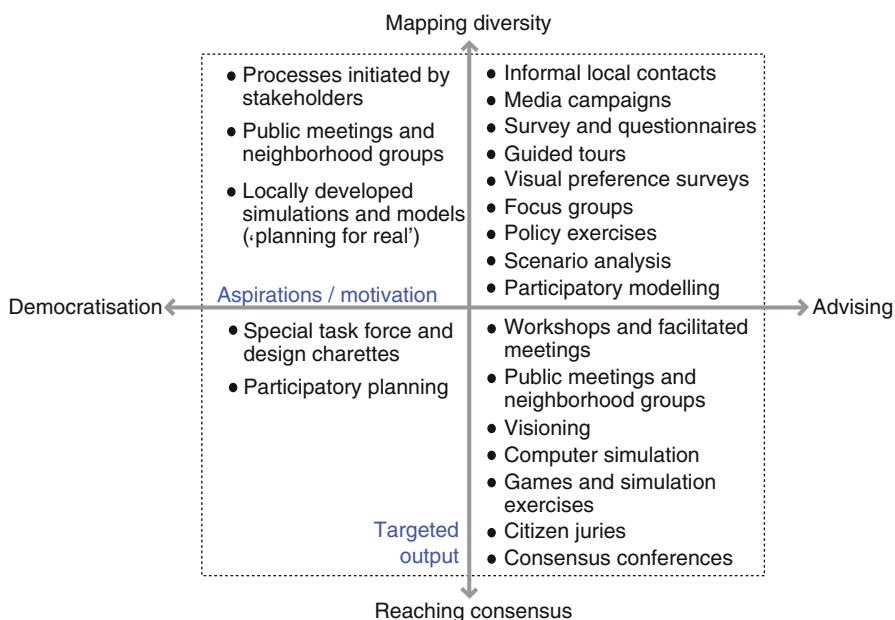 Mapping diversity
• Processes initiated by
stakeholders
• Public meetings and
neighborhood groups
• Locally developed
simulations and models
(‘planning for real’)
• Informal local contacts
• Media campaigns
• Survey and questionnaires
• Guided tours
• Visual preference surveys
• Focus groups
• Policy exercises
• Scenario analysis
• Participatory modelling
Democratisation
Aspirations / motivation
Advising
• Special task force and
design charettes
• Participatory planning
• Workshops and facilitated
meetings
• Public meetings and
neighborhood groups
• Visioning
• Computer simulation
• Games and simulation
exercises
• Citizen juries
• Consensus conferences
Targeted
output
Reaching consensus